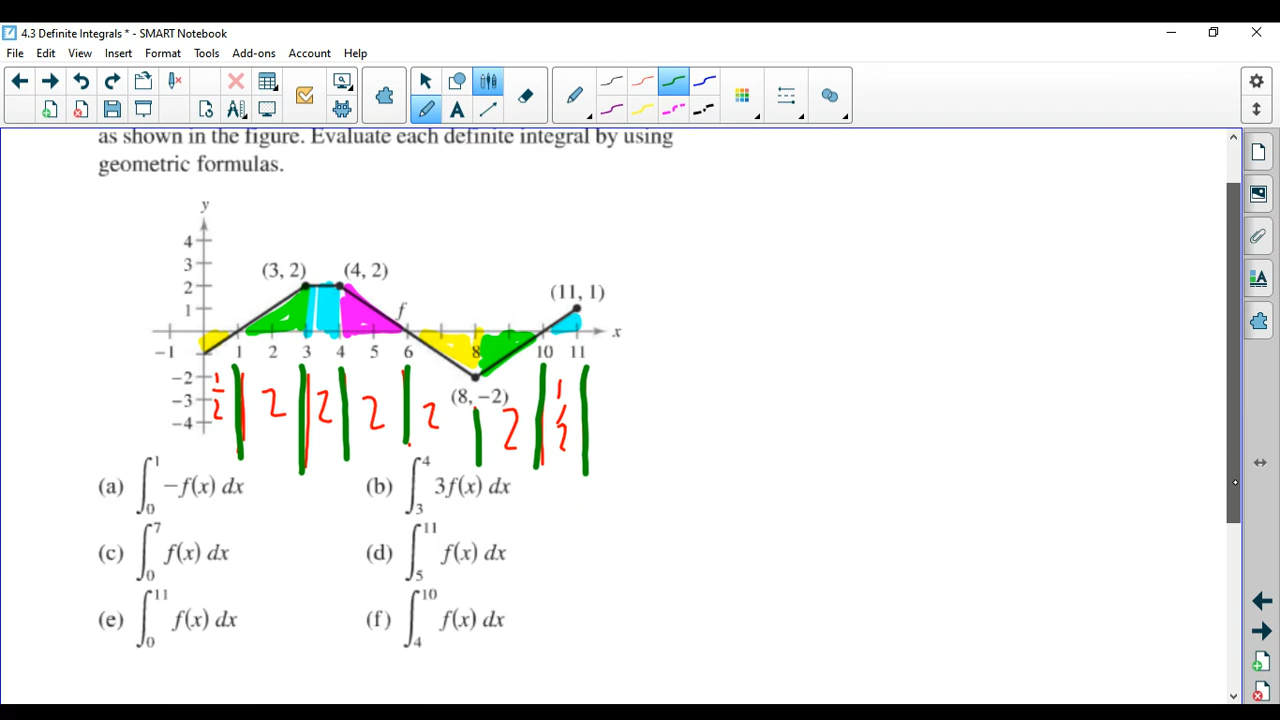 4.3 Definite Integrals * - SMART Notebook
File Edit View Insert Format Tools Add-ons Account Help
as shown in the figure. Evaluate each definite integral by using
geometric formulas.
y
4
3
(3, 2) (4, 2)
2
(11, 1)
1
f
x
−1 1 2 3 4 5 6 8 10 11
−2
(8, −2)
−3
−4
1/2 2 2 2 2 2 1/2
(a) ∫₀¹ −f(x) dx (b) ∫₃⁴ 3f(x) dx
(c) ∫₀⁷ f(x) dx (d) ∫₅¹¹ f(x) dx
(e) ∫₀¹¹ f(x) dx (f) ∫₄¹⁰ f(x) dx